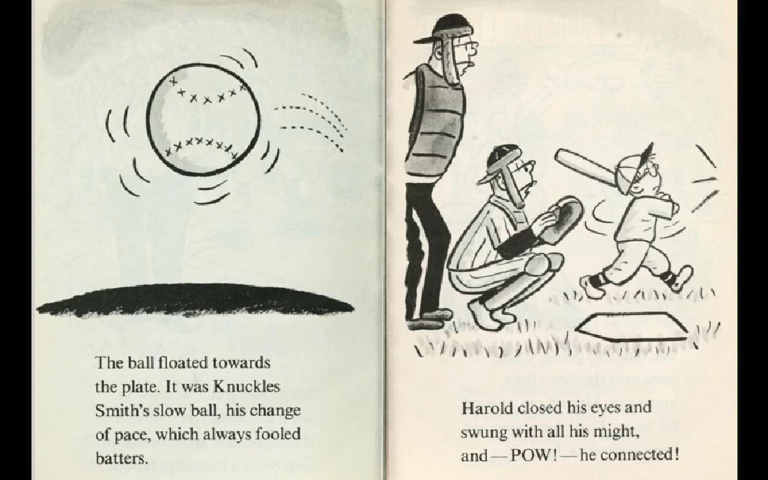 The ball floated towards
the plate. It was Knuckles
Smith's slow ball, his change
of pace, which always fooled
batters.
Harold closed his eyes and
swung with all his might,
and — POW! — he connected!